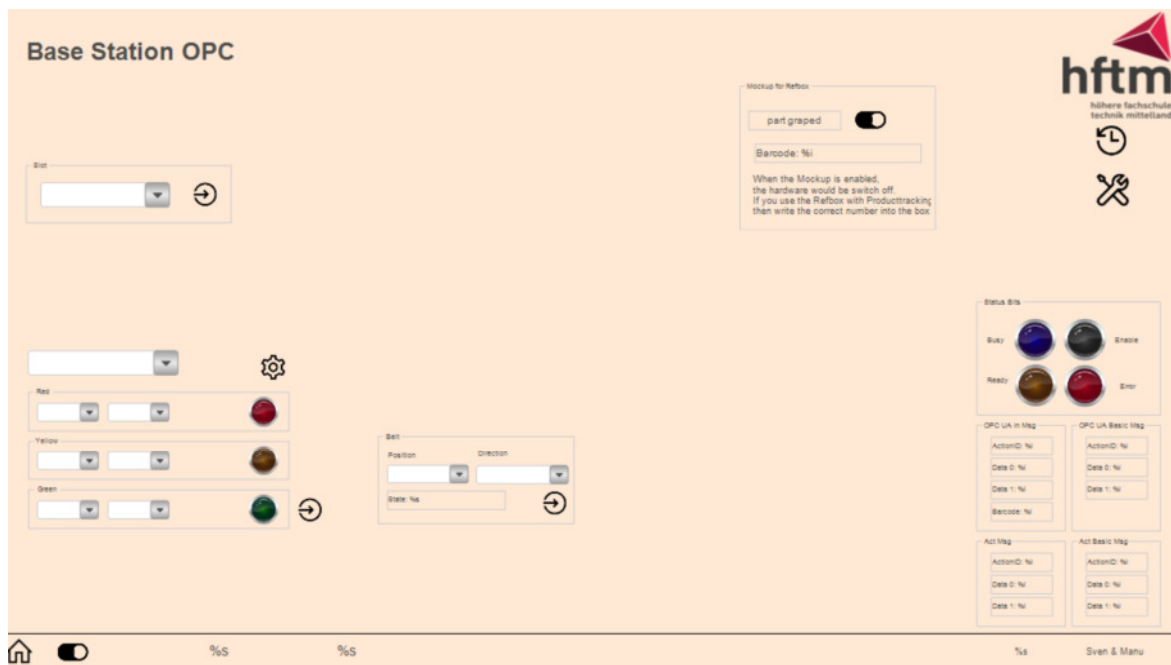 Base Station OPC
hftm
höhere fachschule
technik mittelland
Mockup for Refbox
part graped
Barcode: %i
When the Mockup is enabled,
the hardware would be switch off.
If you use the Refbox with Producttracking
then write the correct number into the box
Slot
Status Bits
Busy
Enable
Ready
Error
Red
Yellow
Green
Belt
Position
Direction
State: %s
OPC UA In Msg
ActionID: %i
Data 0: %i
Data 1: %i
Barcode: %i
OPC UA Basic Msg
ActionID: %i
Data 0: %i
Data 1: %i
Act Msg
ActionID: %i
Data 0: %i
Data 1: %i
Act Basic Msg
ActionID: %i
Data 0: %i
Data 1: %i
%s
%s
%s
Sven & Manu